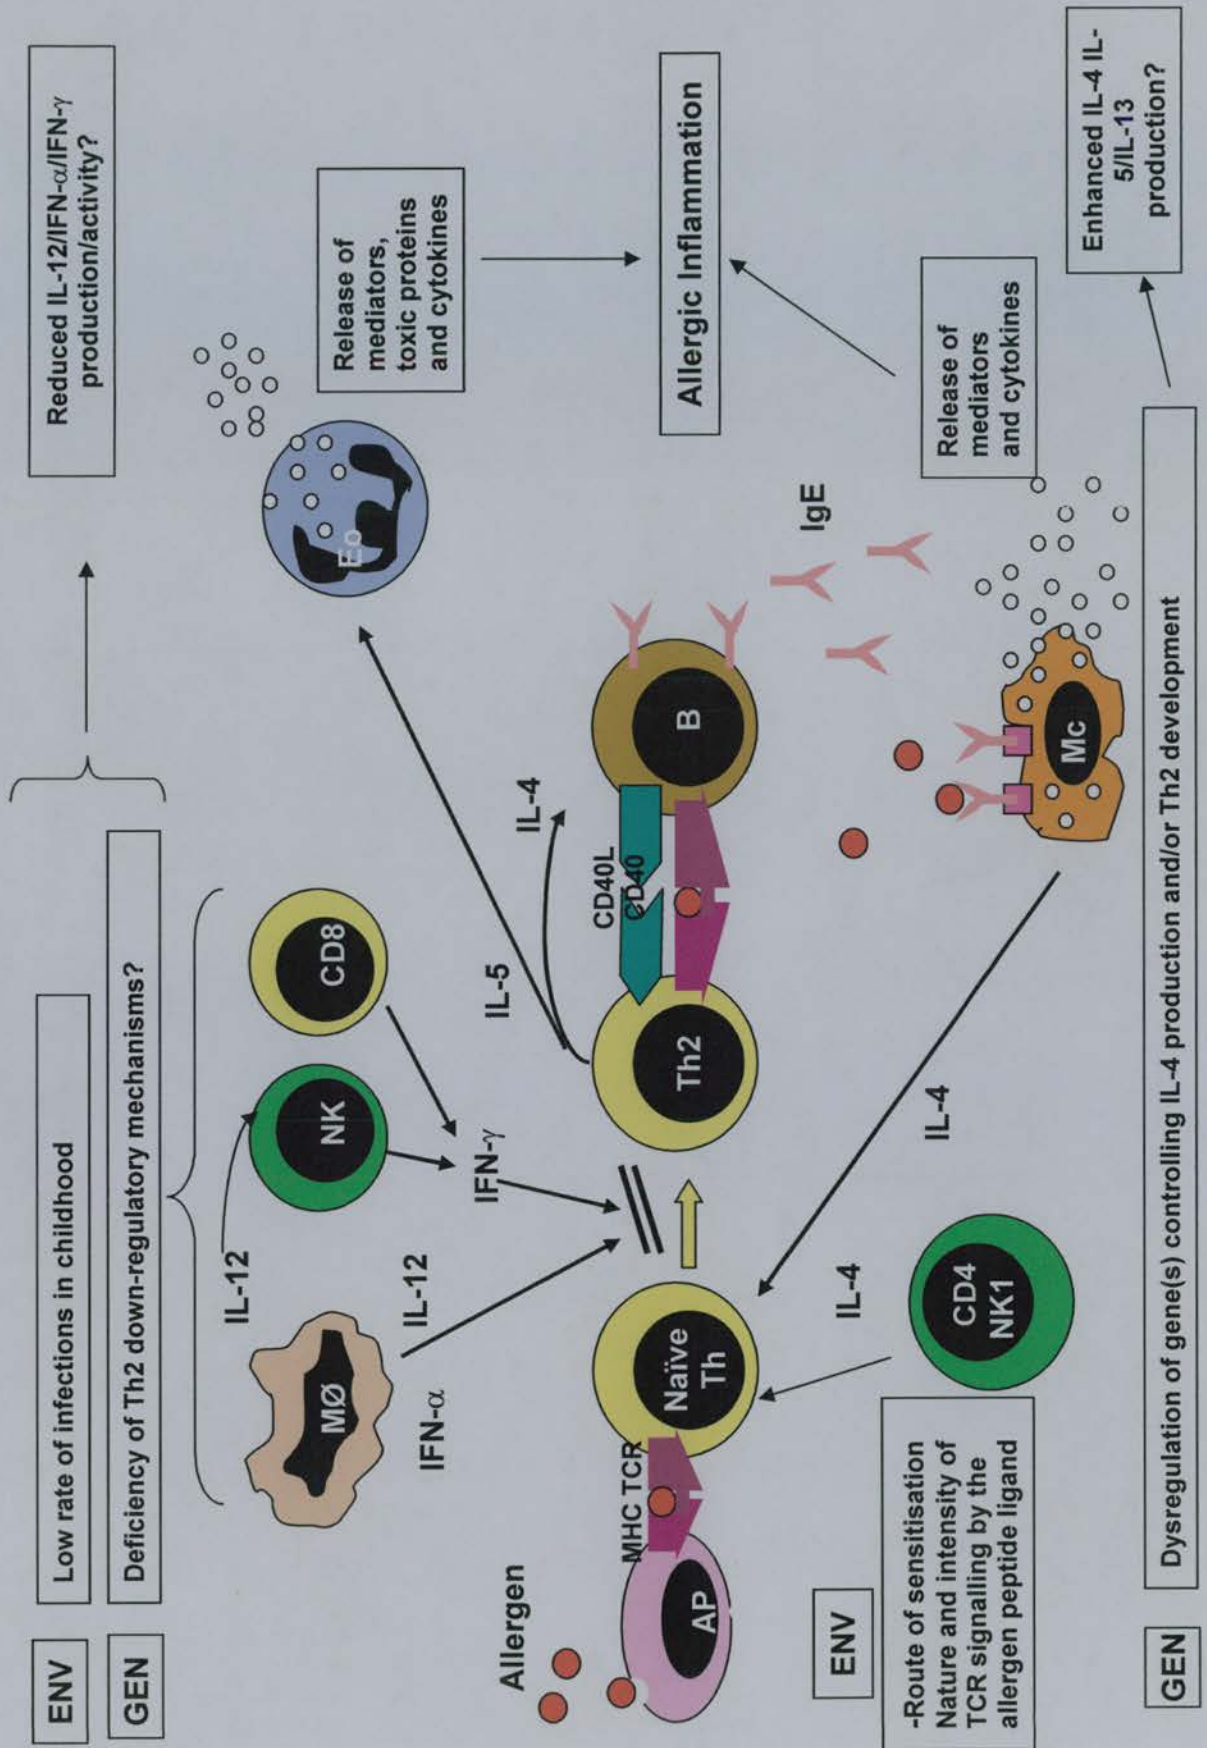 ENV
Low rate of infections in childhood
GEN
Deficiency of Th2 down-regulatory mechanisms?
Reduced IL-12/IFN-α/IFN-γ
production/activity?
IL-12
MØ
NK
CD8
IFN-α
IL-12
IFN-γ
IL-5
Eo
Release of
mediators,
toxic proteins
and cytokines
Allergen
AP
MHC TCR
Naïve
Th
Th2
CD40L
CD40
IL-4
B
Allergic Inflammation
IgE
ENV
-Route of sensitisation
Nature and intensity of
TCR signalling by the
allergen peptide ligand
IL-4
CD4
NK1
IL-4
Mc
Release of
mediators
and cytokines
GEN
Dysregulation of gene(s) controlling IL-4 production and/or Th2 development
Enhanced IL-4 IL-
5/IL-13
production?